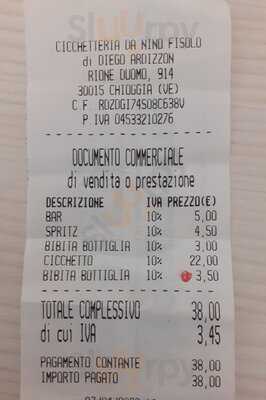 CICCHETTERIA DA NINO FISOLO
di DIEGO ARDIZZON
RIONE DUOMO, 914
30015 CHIOGGIA (VE)
C F RDZDGI74S08C638V
P IVA 04533210276
DOCUMENTO COMMERCIALE
di vendita o prestazione
DESCRIZIONE IVA PREZZO(€)
BAR 10% 5,00
SPRITZ 10% 4,50
BIBITA BOTTIGLIA 10% 3,00
CICCHETTO 10% 22,00
BIBITA BOTTIGLIA 10% 3,50
TOTALE COMPLESSIVO 38,00
di cui IVA 3,45
PAGAMENTO CONTANTE 38,00
IMPORTO PAGATO 38,00